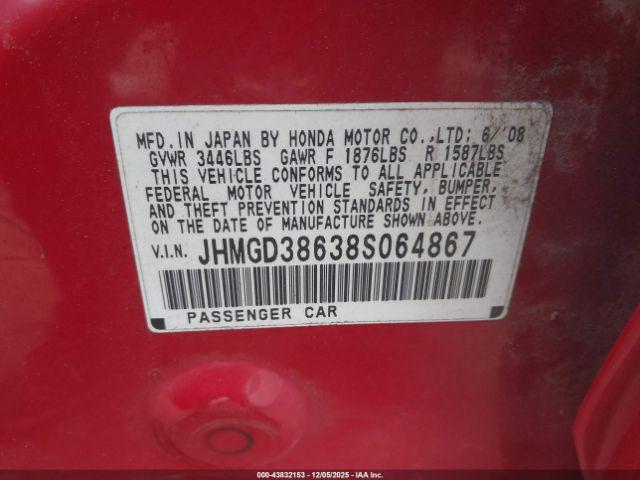 MFD. IN JAPAN BY HONDA MOTOR CO., LTD: 6/'08
GVWR 3446LBS GAWR F 1876LBS R 1587LBS
THIS VEHICLE CONFORMS TO ALL APPLICABLE
FEDERAL MOTOR VEHICLE SAFETY, BUMPER,
AND THEFT PREVENTION STANDARDS IN EFFECT
ON THE DATE OF MANUFACTURE SHOWN ABOVE.
V.I.N. JHMGD38638S064867
PASSENGER CAR
000-43832153 - 12/05/2025 - IAA, Inc.